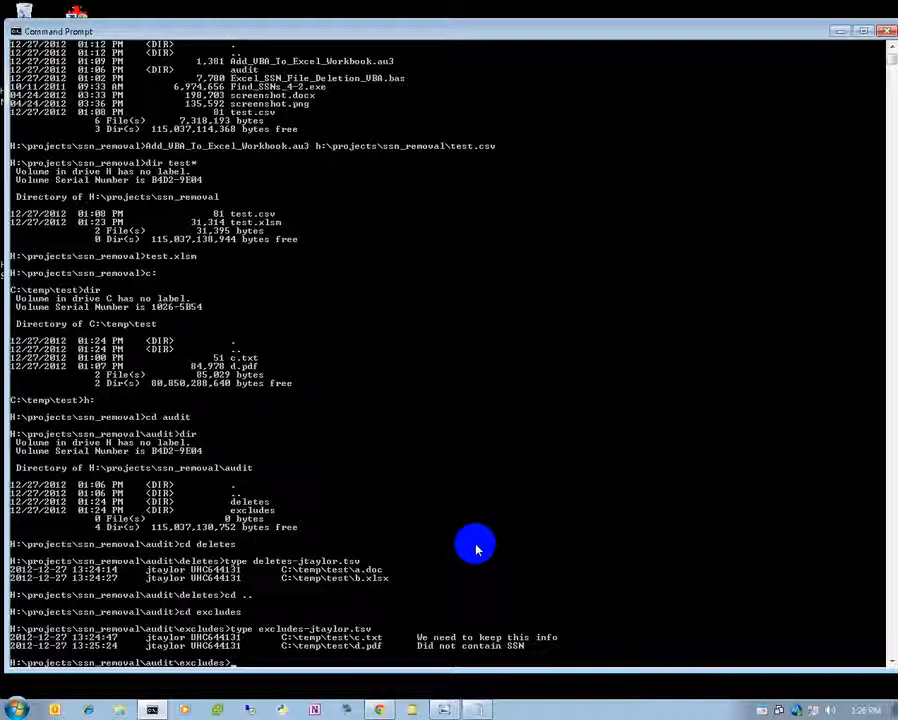 Command Prompt
12/27/2012  01:12 PM    <DIR>          .
12/27/2012  01:12 PM    <DIR>          ..
12/27/2012  01:09 PM             1,381 Add_VBA_To_Excel_Workbook.au3
12/27/2012  01:06 PM    <DIR>          audit
12/27/2012  01:02 PM             7,780 Excel_SSN_File_Deletion_VBA.bas
10/11/2011  09:33 AM         6,974,656 Find_SSNs_4-2.exe
04/24/2012  03:33 PM           198,703 screenshot.docx
04/24/2012  03:36 PM           135,592 screenshot.png
12/27/2012  01:08 PM                81 test.csv
6 File(s)      7,318,193 bytes
3 Dir(s)  115,037,114,368 bytes free
H:\projects\ssn_removal>Add_VBA_To_Excel_Workbook.au3 h:\projects\ssn_removal\test.csv
H:\projects\ssn_removal>dir test*
Volume in drive H has no label.
Volume Serial Number is B4D2-9E04
Directory of H:\projects\ssn_removal
12/27/2012  01:08 PM                81 test.csv
12/27/2012  01:23 PM            31,314 test.xlsm
2 File(s)         31,395 bytes
0 Dir(s)  115,037,138,944 bytes free
H:\projects\ssn_removal>test.xlsm
H:\projects\ssn_removal>c:
C:\temp\test>dir
Volume in drive C has no label.
Volume Serial Number is 1026-5B54
Directory of C:\temp\test
12/27/2012  01:24 PM    <DIR>          .
12/27/2012  01:24 PM    <DIR>          ..
12/27/2012  01:00 PM                51 c.txt
12/27/2012  01:07 PM            84,978 d.pdf
2 File(s)         85,029 bytes
2 Dir(s)  80,850,288,640 bytes free
C:\temp\test>h:
H:\projects\ssn_removal>cd audit
H:\projects\ssn_removal\audit>dir
Volume in drive H has no label.
Volume Serial Number is B4D2-9E04
Directory of H:\projects\ssn_removal\audit
12/27/2012  01:06 PM    <DIR>          .
12/27/2012  01:06 PM    <DIR>          ..
12/27/2012  01:24 PM    <DIR>          deletes
12/27/2012  01:24 PM    <DIR>          excludes
0 File(s)              0 bytes
4 Dir(s)  115,037,130,752 bytes free
H:\projects\ssn_removal\audit>cd deletes
H:\projects\ssn_removal\audit\deletes>type deletes-jtaylor.tsv
2012-12-27 13:24:14     jtaylor UHC644131       C:\temp\test\a.doc
2012-12-27 13:24:27     jtaylor UHC644131       C:\temp\test\b.xlsx
H:\projects\ssn_removal\audit\deletes>cd ..
H:\projects\ssn_removal\audit>cd excludes
H:\projects\ssn_removal\audit\excludes>type excludes-jtaylor.tsv
2012-12-27 13:24:47     jtaylor UHC644131       C:\temp\test\c.txt      We need to keep this info
2012-12-27 13:25:24     jtaylor UHC644131       C:\temp\test\d.pdf      Did not contain SSN
H:\projects\ssn_removal\audit\excludes>_
1:26 PM